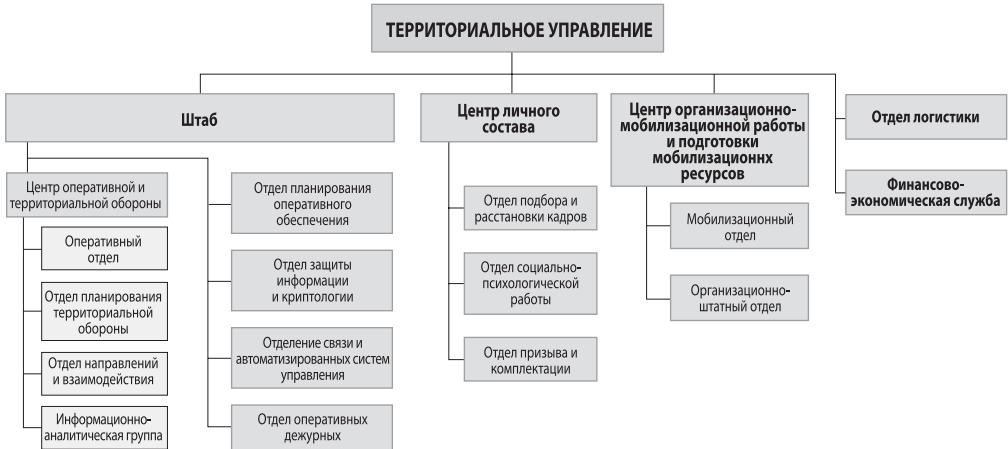 ТЕРРИТОРИАЛЬНОЕ УПРАВЛЕНИЕ
Штаб
Центр оперативной и
территориальной обороны
Оперативный
отдел
Отдел планирования
территориальной
обороны
Отдел направлений
и взаимодействия
Информационно-
аналитическая группа
Отдел планирования
оперативного
обеспечения
Отдел защиты
информации
и криптологии
Отделение связи и
автоматизированных систем
управления
Отдел оперативных
дежурных
Центр личного
состава
Отдел подбора и
расстановки кадров
Отдел социально-
психологической
работы
Отдел призыва и
комплектации
Центр организационно-
мобилизационной работы
и подготовки
мобилизационнх
ресурсов
Мобилизационный
отдел
Организационно-
штатный отдел
Отдел логистики
Финансово-
экономическая служба